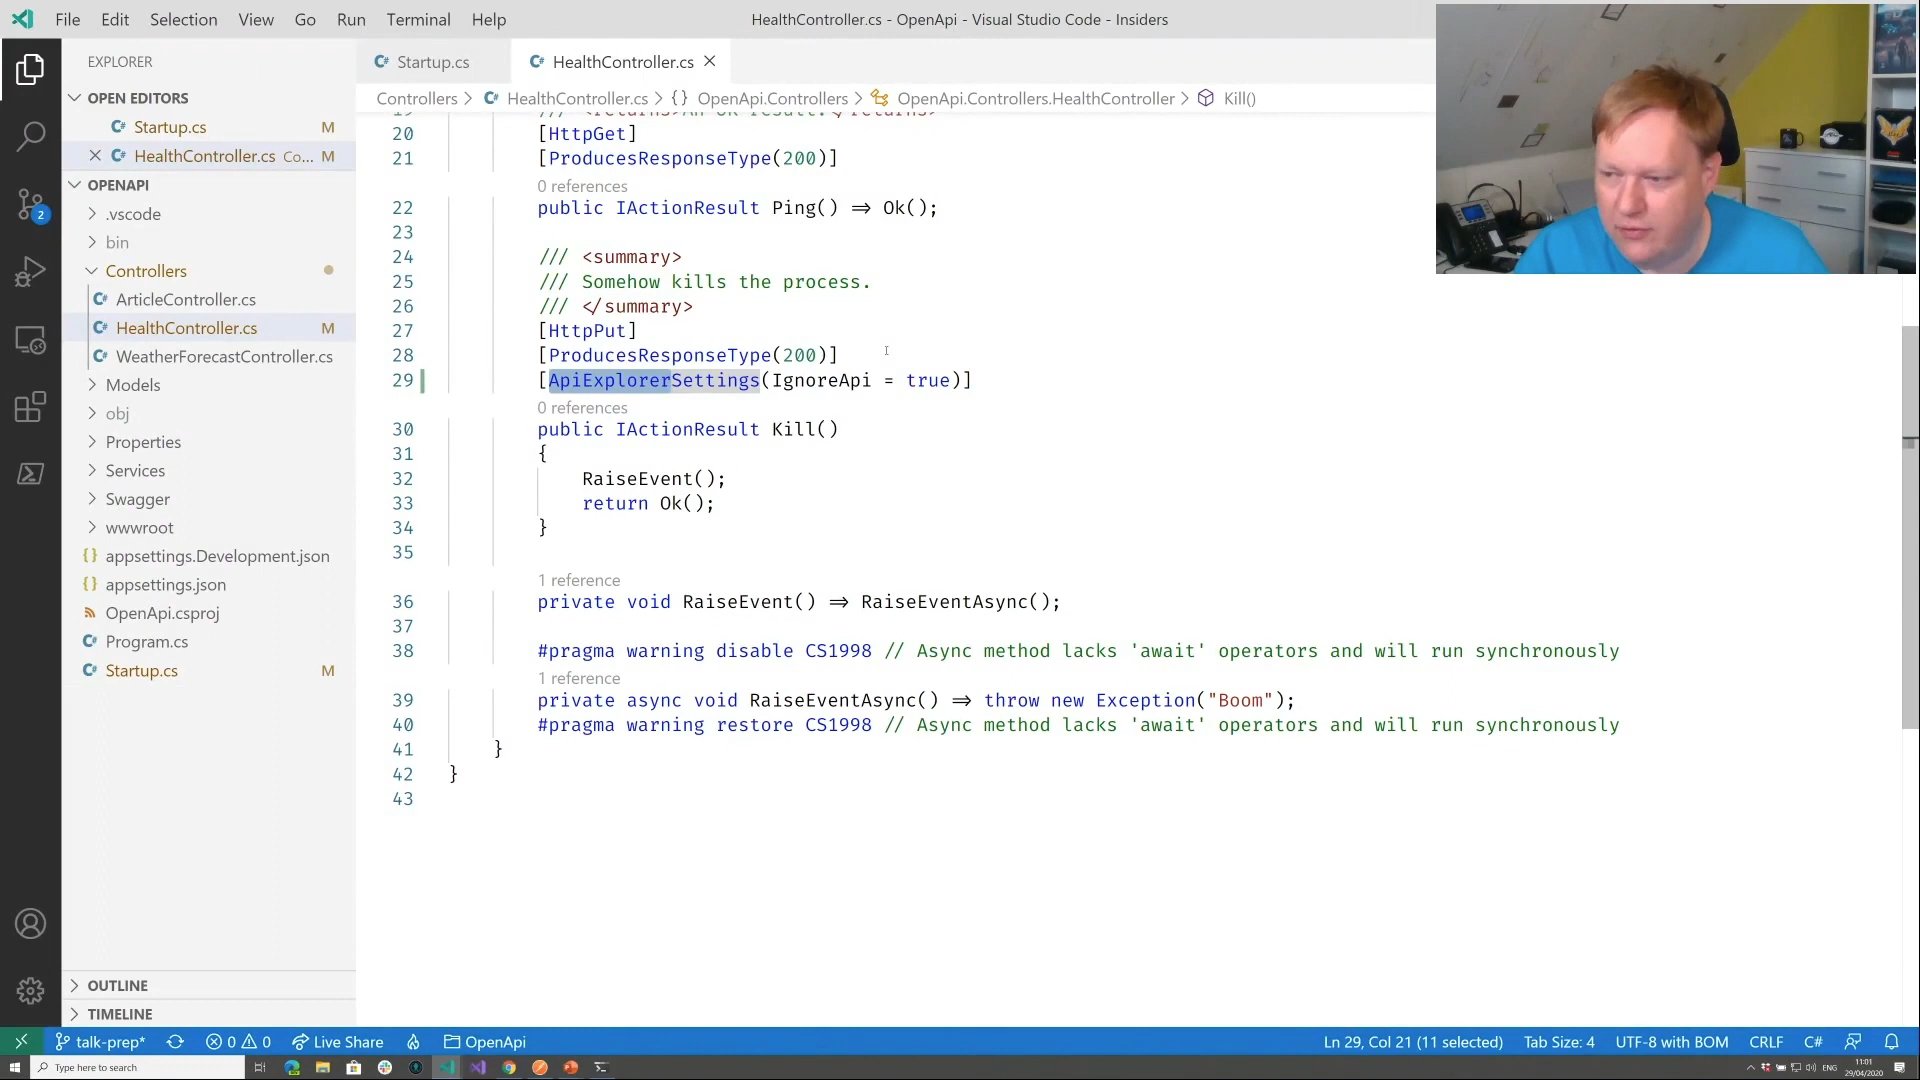 File Edit Selection View Go Run Terminal Help
HealthController.cs - OpenApi - Visual Studio Code - Insiders
EXPLORER
OPEN EDITORS
Startup.cs M
HealthController.cs Co... M
OPENAPI
.vscode
bin
Controllers
ArticleController.cs
HealthController.cs M
WeatherForecastController.cs
Models
obj
Properties
Services
Swagger
wwwroot
appsettings.Development.json
appsettings.json
OpenApi.csproj
Program.cs
Startup.cs M
OUTLINE
TIMELINE
2
Startup.cs
HealthController.cs
Controllers > HealthController.cs > {} OpenApi.Controllers > OpenApi.Controllers.HealthController > Kill()
19 /// <returns>An OK result.</returns>
20 [HttpGet]
21 [ProducesResponseType(200)]
0 references
22 public IActionResult Ping() => Ok();
23
24 /// <summary>
25 /// Somehow kills the process.
26 /// </summary>
27 [HttpPut]
28 [ProducesResponseType(200)]
29 [ApiExplorerSettings(IgnoreApi = true)]
0 references
30 public IActionResult Kill()
31 {
32 RaiseEvent();
33 return Ok();
34 }
35
1 reference
36 private void RaiseEvent() => RaiseEventAsync();
37
38 #pragma warning disable CS1998 // Async method lacks 'await' operators and will run synchronously
1 reference
39 private async void RaiseEventAsync() => throw new Exception("Boom");
40 #pragma warning restore CS1998 // Async method lacks 'await' operators and will run synchronously
41 }
42 }
43
talk-prep* 0 0 Live Share OpenApi
Ln 29, Col 21 (11 selected) Tab Size: 4 UTF-8 with BOM CRLF C#
Type here to search
ENG
11:01
29/04/2020